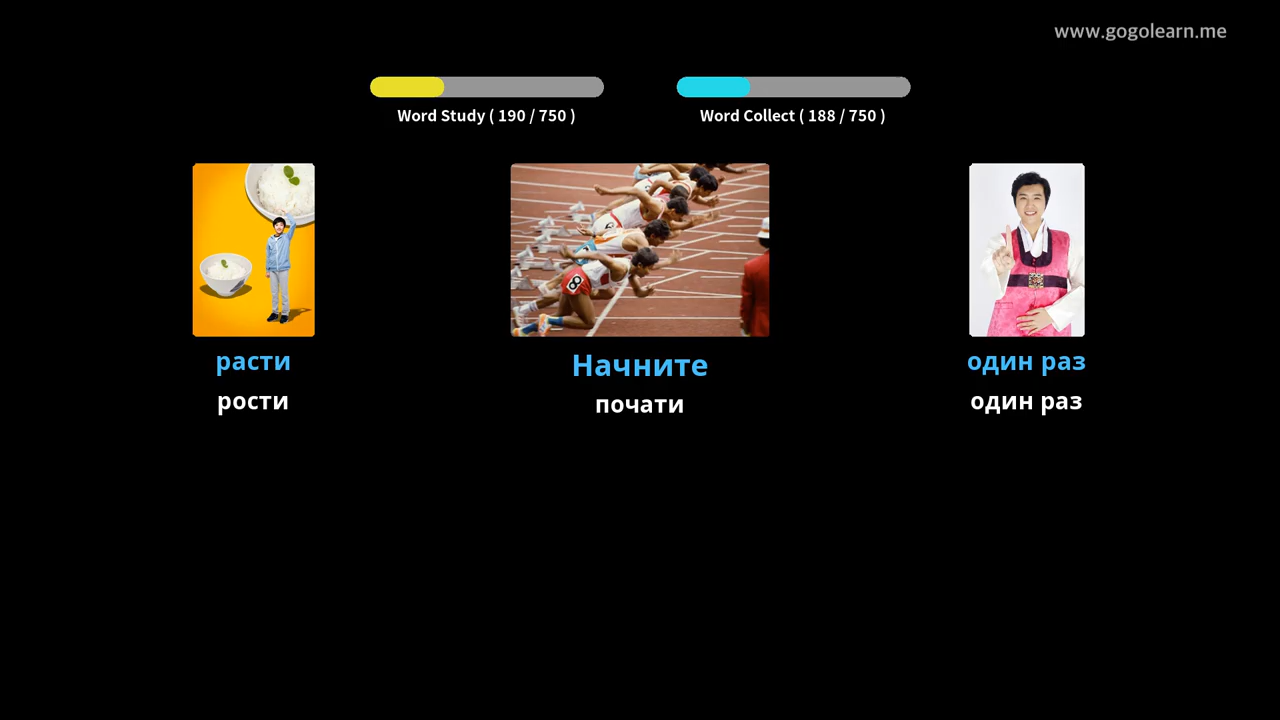 www.gogolearn.me
Word Study ( 190 / 750 )
Word Collect ( 188 / 750 )
расти
рости
Начните
почати
один раз
один раз